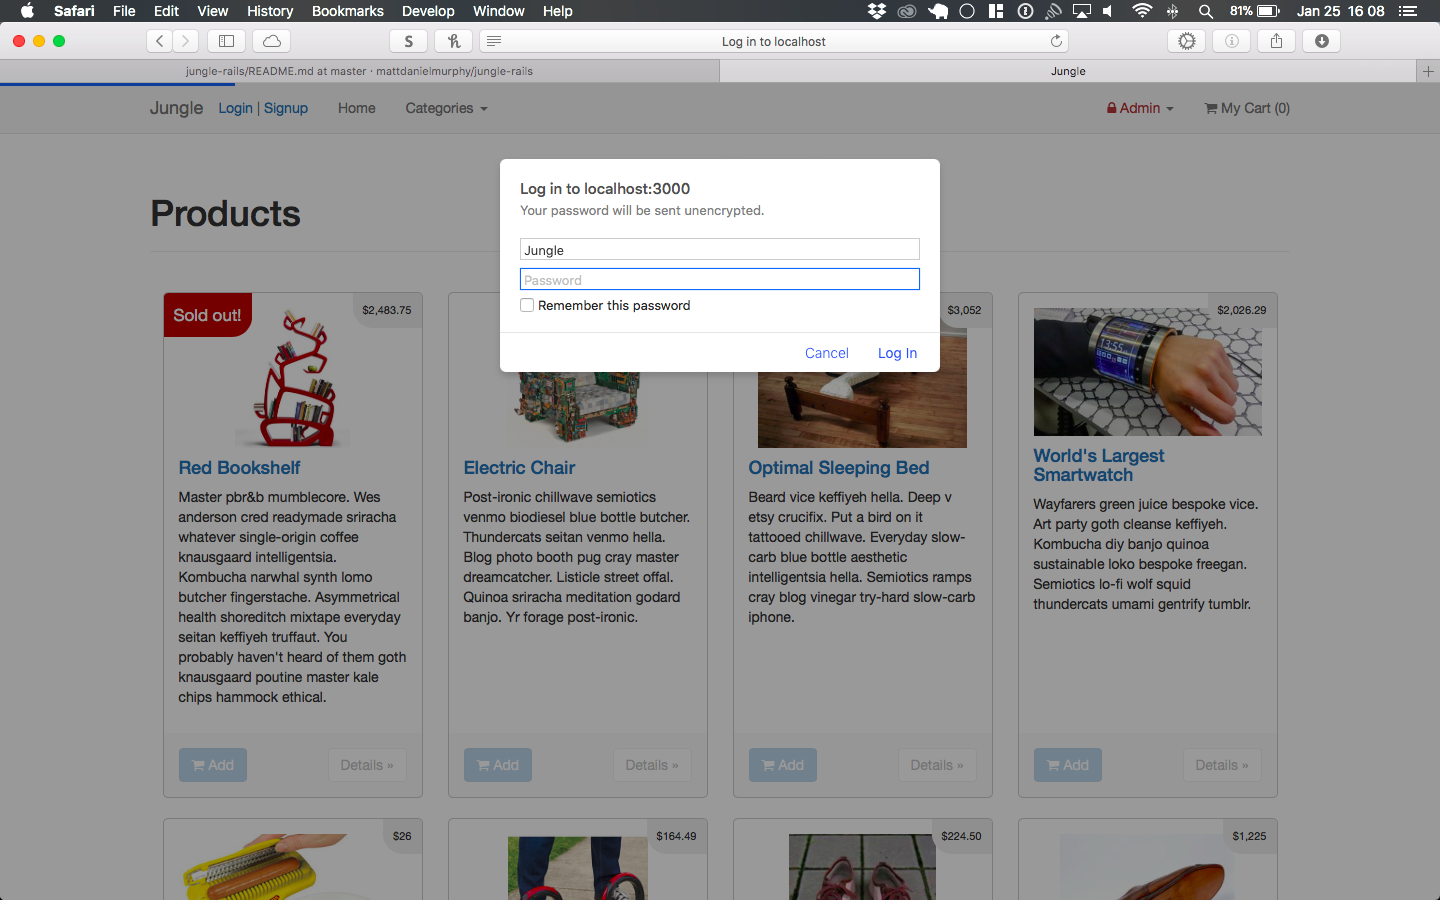 Safari File Edit View History Bookmarks Develop Window Help 81% Jan 25 16 08
S Log in to localhost
jungle-rails/README.md at master · mattdanielmurphy/jungle-rails Jungle
Jungle Login | Signup Home Categories Admin My Cart (0)
Log in to localhost:3000
Your password will be sent unencrypted.
Jungle
Password
Remember this password
Cancel Log In
Products
Sold out!
$2,483.75
Red Bookshelf
Master pbr&b mumblecore. Wes
anderson cred readymade sriracha
whatever single-origin coffee
knausgaard intelligentsia.
Kombucha narwhal synth lomo
butcher fingerstache. Asymmetrical
health shoreditch mixtape everyday
seitan keffiyeh truffaut. You
probably haven't heard of them goth
knausgaard poutine master kale
chips hammock ethical.
Add Details »
Electric Chair
Post-ironic chillwave semiotics
venmo biodiesel blue bottle butcher.
Thundercats seitan venmo hella.
Blog photo booth pug cray master
dreamcatcher. Listicle street offal.
Quinoa sriracha meditation godard
banjo. Yr forage post-ironic.
Add Details »
$3,052
Optimal Sleeping Bed
Beard vice keffiyeh hella. Deep v
etsy crucifix. Put a bird on it
tattooed chillwave. Everyday slow-
carb blue bottle aesthetic
intelligentsia hella. Semiotics ramps
cray blog vinegar try-hard slow-carb
iphone.
Add Details »
$2,026.29
13:55
World's Largest
Smartwatch
Wayfarers green juice bespoke vice.
Art party goth cleanse keffiyeh.
Kombucha diy banjo quinoa
sustainable loko bespoke freegan.
Semiotics lo-fi wolf squid
thundercats umami gentrify tumblr.
Add Details »
$26
$164.49
$224.50
$1,225